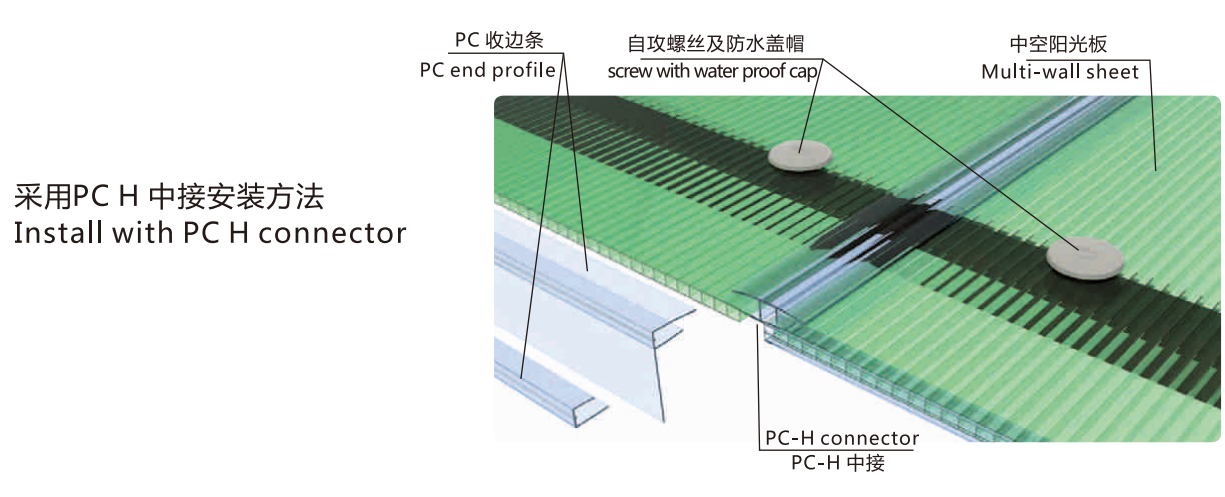 PC 收边条
PC end profile
自攻螺丝及防水盖帽
screw with water proof cap
中空阳光板
Multi-wall sheet
采用PC H 中接安装方法
Install with PC H connector
PC-H connector
PC-H 中接